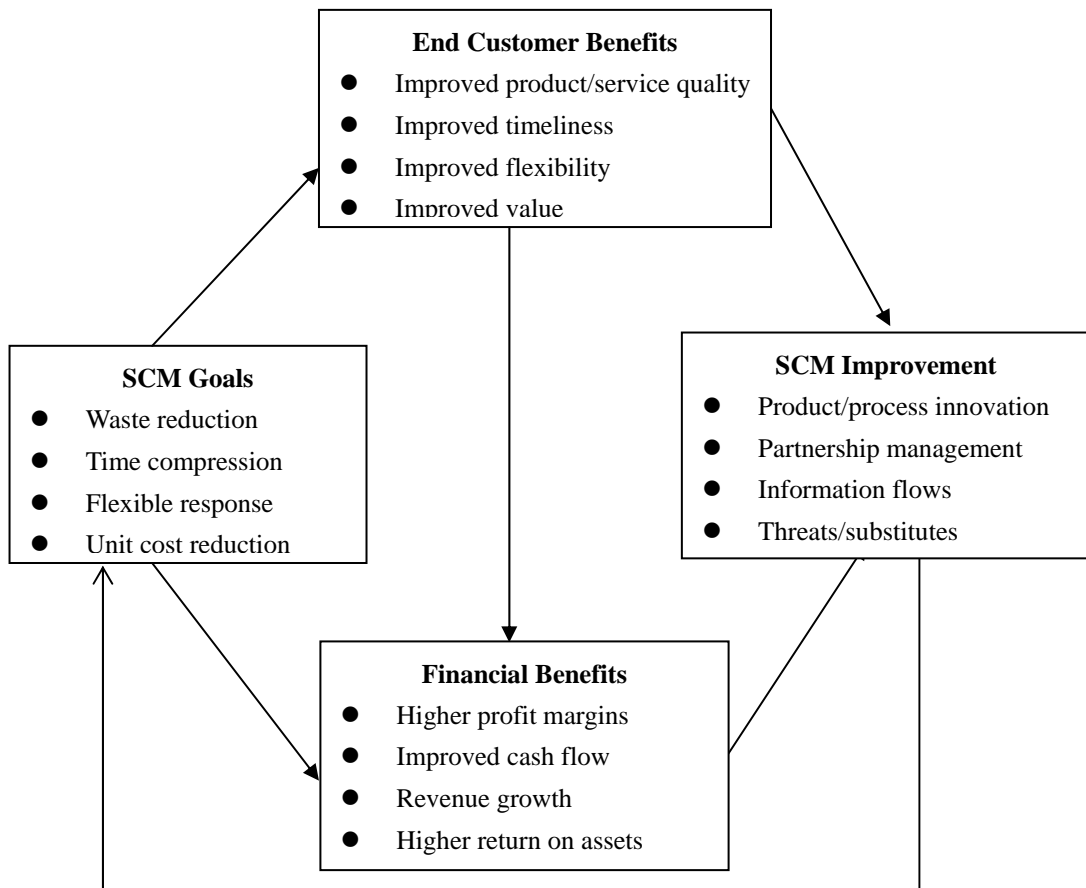 End Customer Benefits
● Improved product/service quality
● Improved timeliness
● Improved flexibility
● Improved value
SCM Goals
● Waste reduction
● Time compression
● Flexible response
● Unit cost reduction
SCM Improvement
● Product/process innovation
● Partnership management
● Information flows
● Threats/substitutes
Financial Benefits
● Higher profit margins
● Improved cash flow
● Revenue growth
● Higher return on assets